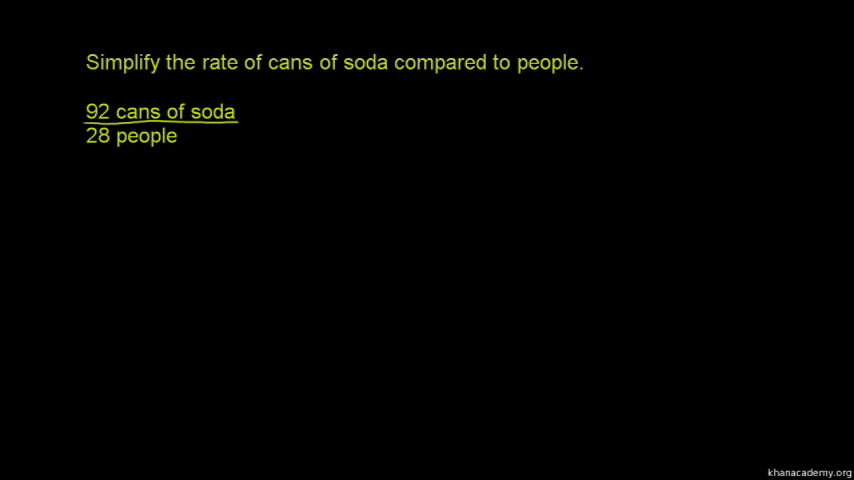 Simplify the rate of cans of soda compared to people.
92 cans of soda
28 people
khanacademy.org